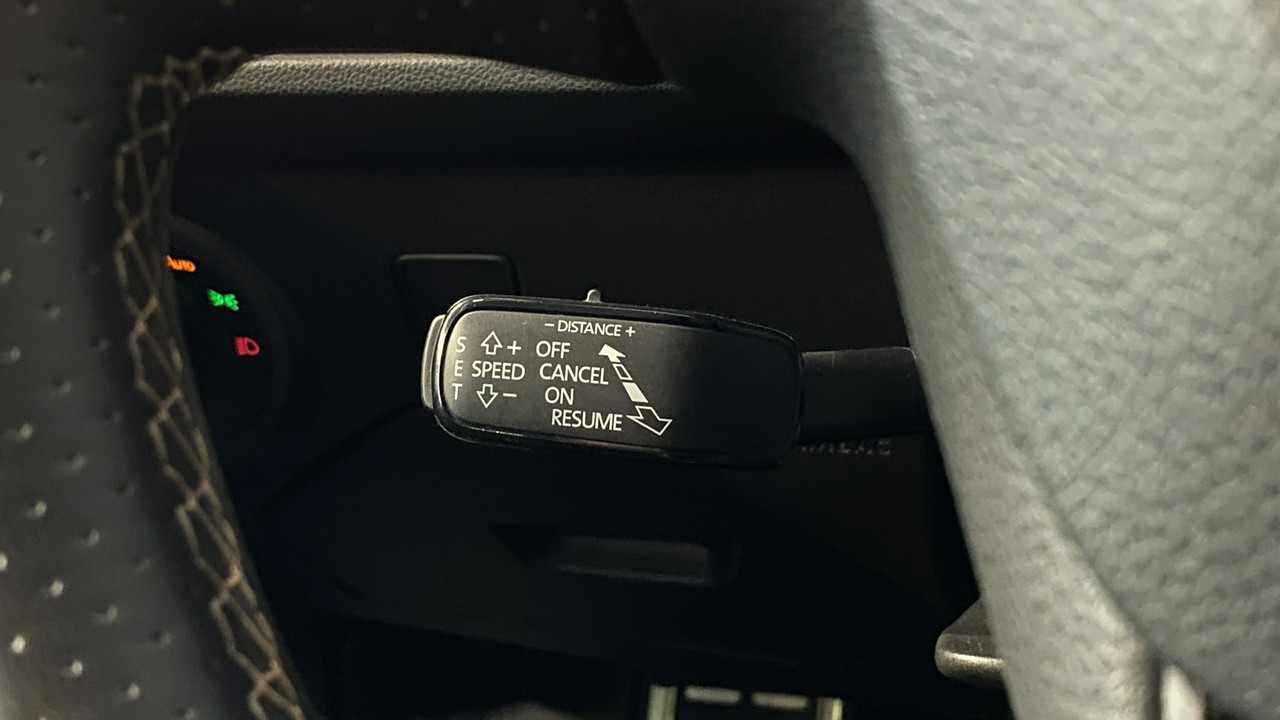 AUTO
− DISTANCE +
S + OFF
E SPEED CANCEL
T − ON
RESUME